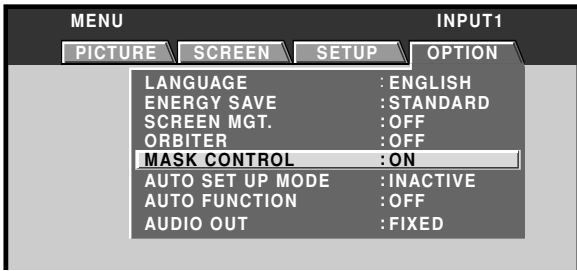 MENU INPUT1
PICTURE SCREEN SETUP OPTION
LANGUAGE :ENGLISH
ENERGY SAVE :STANDARD
SCREEN MGT. :OFF
ORBITER :OFF
MASK CONTROL :ON
AUTO SET UP MODE :INACTIVE
AUTO FUNCTION :OFF
AUDIO OUT :FIXED